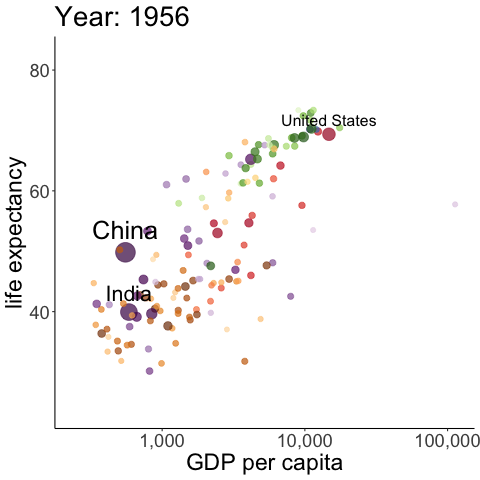 Year: 1956
80
60
40
life expectancy
United States
China
India
1,000 10,000 100,000
GDP per capita